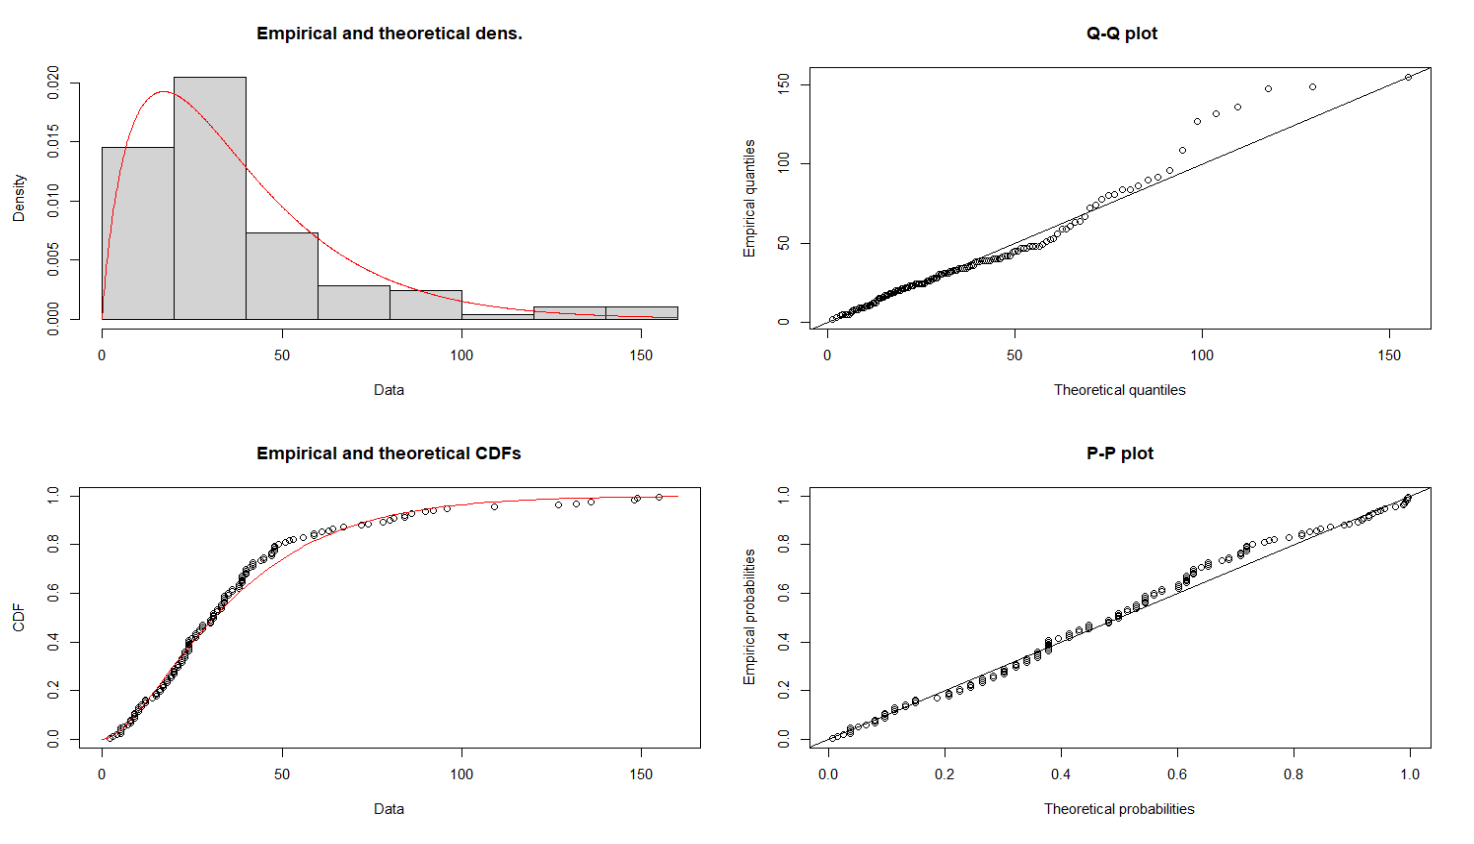 Empirical and theoretical dens.
Density
0.000 0.005 0.010 0.015 0.020
0 50 100 150
Data
Q-Q plot
Empirical quantiles
0 50 100 150
0 50 100 150
Theoretical quantiles
Empirical and theoretical CDFs
CDF
0.0 0.2 0.4 0.6 0.8 1.0
0 50 100 150
Data
P-P plot
Empirical probabilities
0.0 0.2 0.4 0.6 0.8 1.0
0.0 0.2 0.4 0.6 0.8 1.0
Theoretical probabilities